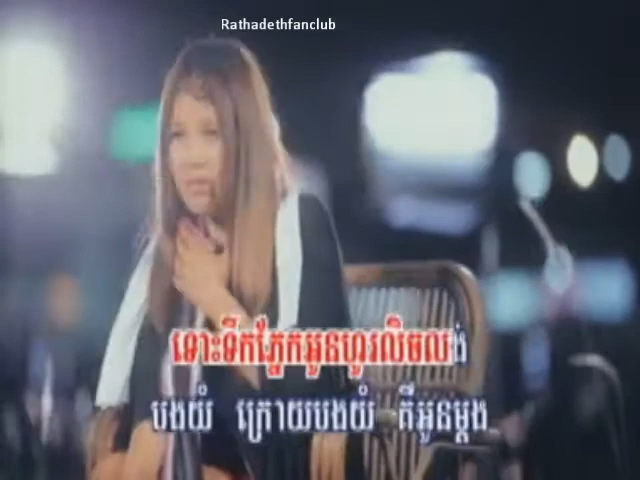 Rathadethfanclub
ទោះទឹកភ្នែកអូនហូរលិចលង់
បងយំ ក្រោយបងយំ គឺអូនម្ដង